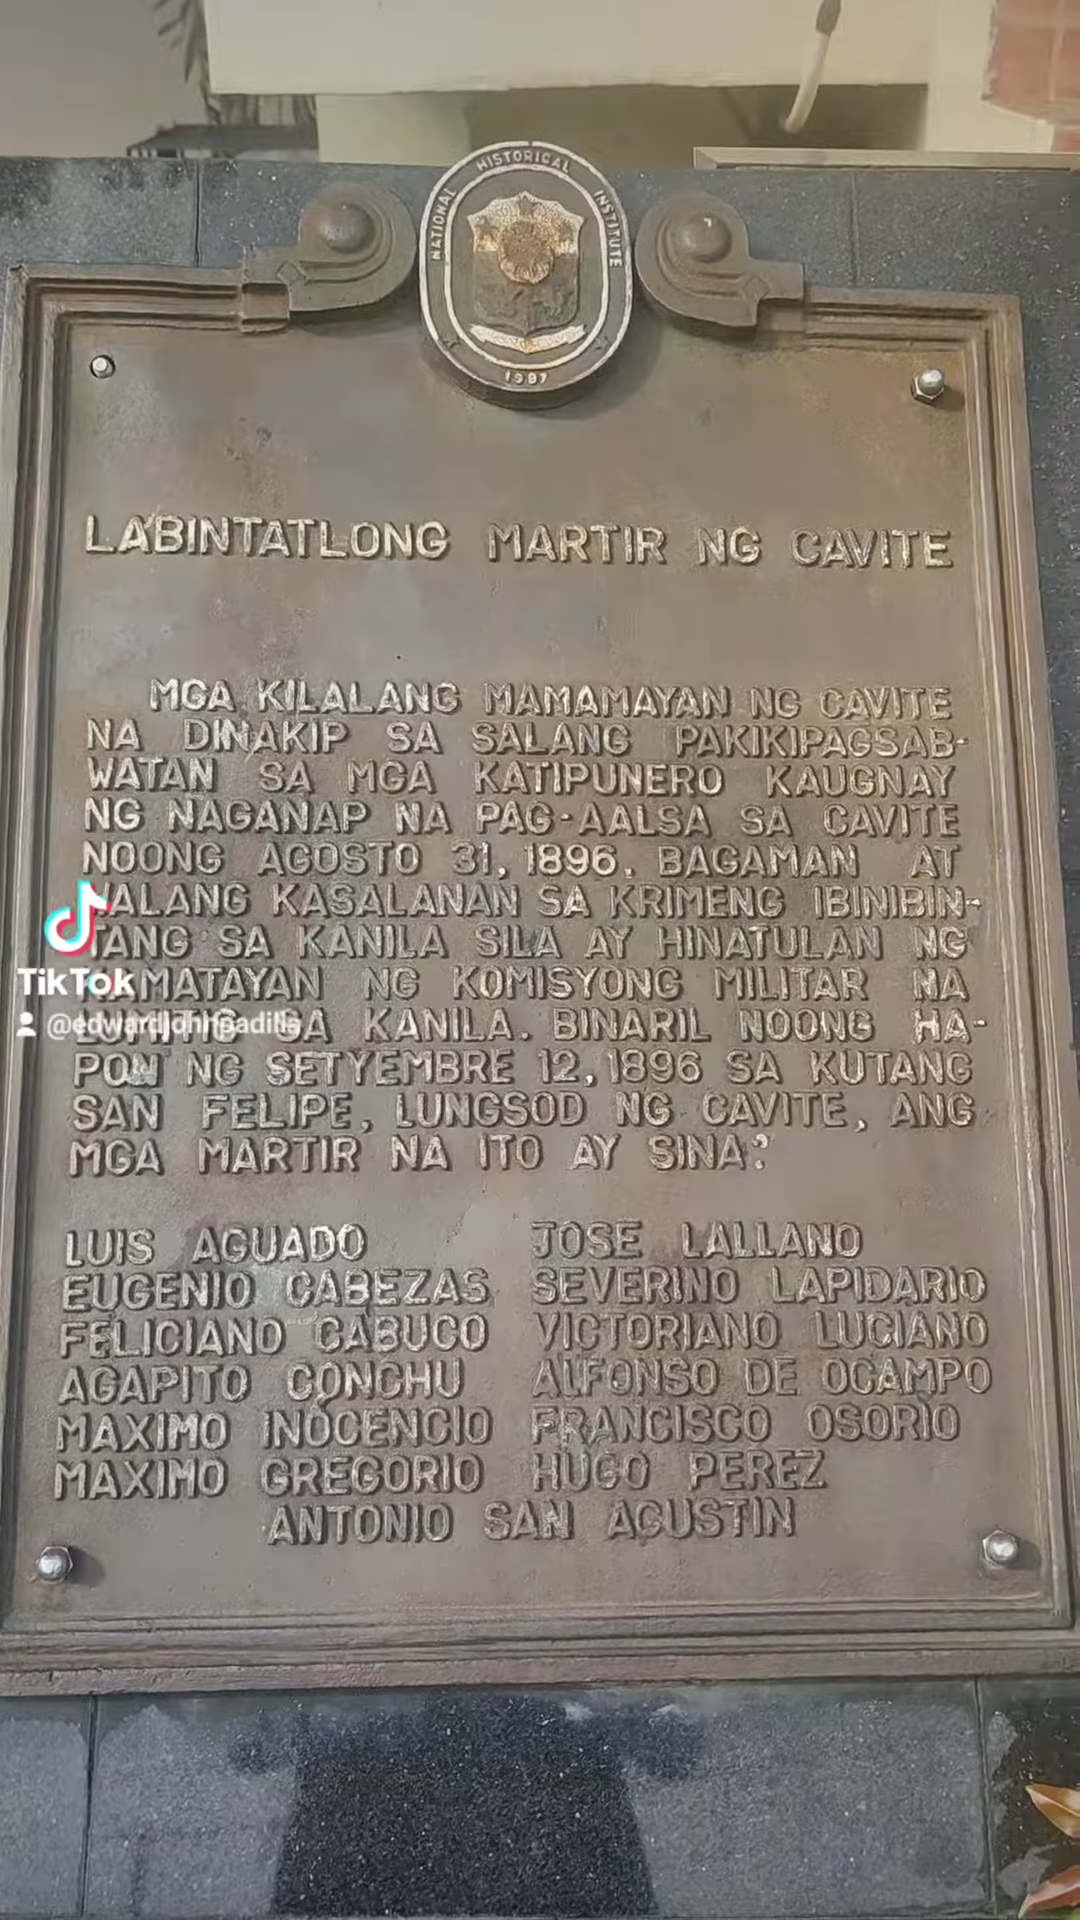 NATIONAL HISTORICAL INSTITUTE
1997
LABINTATLONG MARTIR NG CAVITE
MGA KILALANG MAMAMAYAN NG CAVITE
NA DINAKIP SA SALANG PAKIKIPAGSAB-
WATAN SA MGA KATIPUNERO KAUGNAY
NG NAGANAP NA PAG-AALSA SA CAVITE
NOONG AGOSTO 31, 1896. BAGAMAN AT
WALANG KASALANAN SA KRIMENG IBINIBIN-
TANG SA KANILA SILA AY HINATULAN NG
KAMATAYAN NG KOMISYONG MILITAR NA
LUMITIS SA KANILA. BINARIL NOONG HA-
PON NG SETYEMBRE 12, 1896 SA KUTANG
SAN FELIPE, LUNGSOD NG CAVITE, ANG
MGA MARTIR NA ITO AY SINA:
LUIS AGUADO JOSE LALLANO
EUGENIO CABEZAS SEVERINO LAPIDARIO
FELICIANO CABUCO VICTORIANO LUCIANO
AGAPITO CONCHU ALFONSO DE OCAMPO
MAXIMO INOCENCIO FRANCISCO OSORIO
MAXIMO GREGORIO HUGO PEREZ
ANTONIO SAN AGUSTIN
TikTok
@edwardjohnpadilla